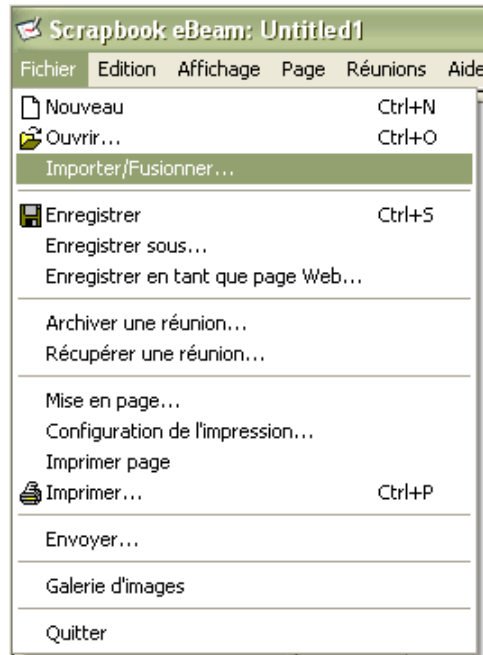 Scrapbook eBeam: Untitled1
Fichier Edition Affichage Page Réunions Aide
Nouveau Ctrl+N
Ouvrir... Ctrl+O
Importer/Fusionner...
Enregistrer Ctrl+S
Enregistrer sous...
Enregistrer en tant que page Web...
Archiver une réunion...
Récupérer une réunion...
Mise en page...
Configuration de l'impression...
Imprimer page
Imprimer... Ctrl+P
Envoyer...
Galerie d'images
Quitter